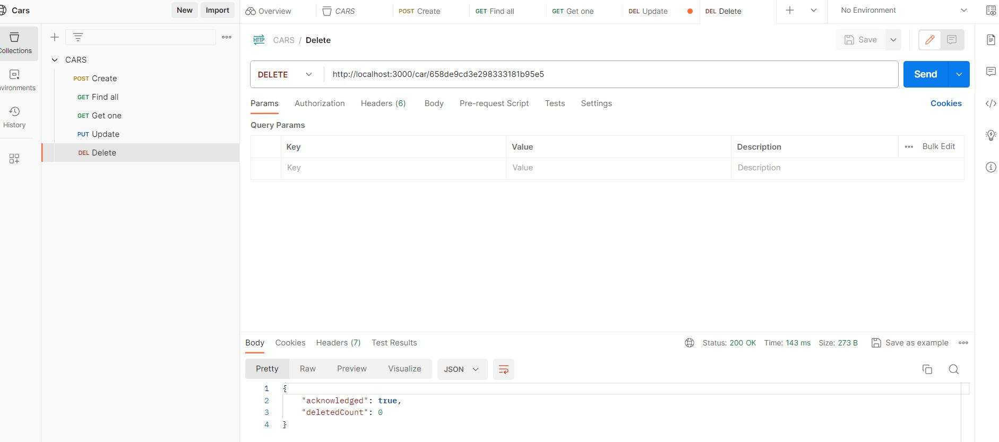 Cars
New
Import
Overview
CARS
POST Create
GET Find all
GET Get one
DEL Update
DEL Delete
No Environment
Collections
vironments
History
CARS
POST Create
GET Find all
GET Get one
PUT Update
DEL Delete
HTTP CARS / Delete
Save
DELETE
http://localhost:3000/car/658de9cd3e298333181b95e5
Send
Params
Authorization
Headers (6)
Body
Pre-request Script
Tests
Settings
Cookies
Query Params
Key
Value
Description
Bulk Edit
Key
Value
Description
Body
Cookies
Headers (7)
Test Results
Status: 200 OK
Time: 143 ms
Size: 273 B
Save as example
Pretty
Raw
Preview
Visualize
JSON
1 {
2 "acknowledged": true,
3 "deletedCount": 0
4 }